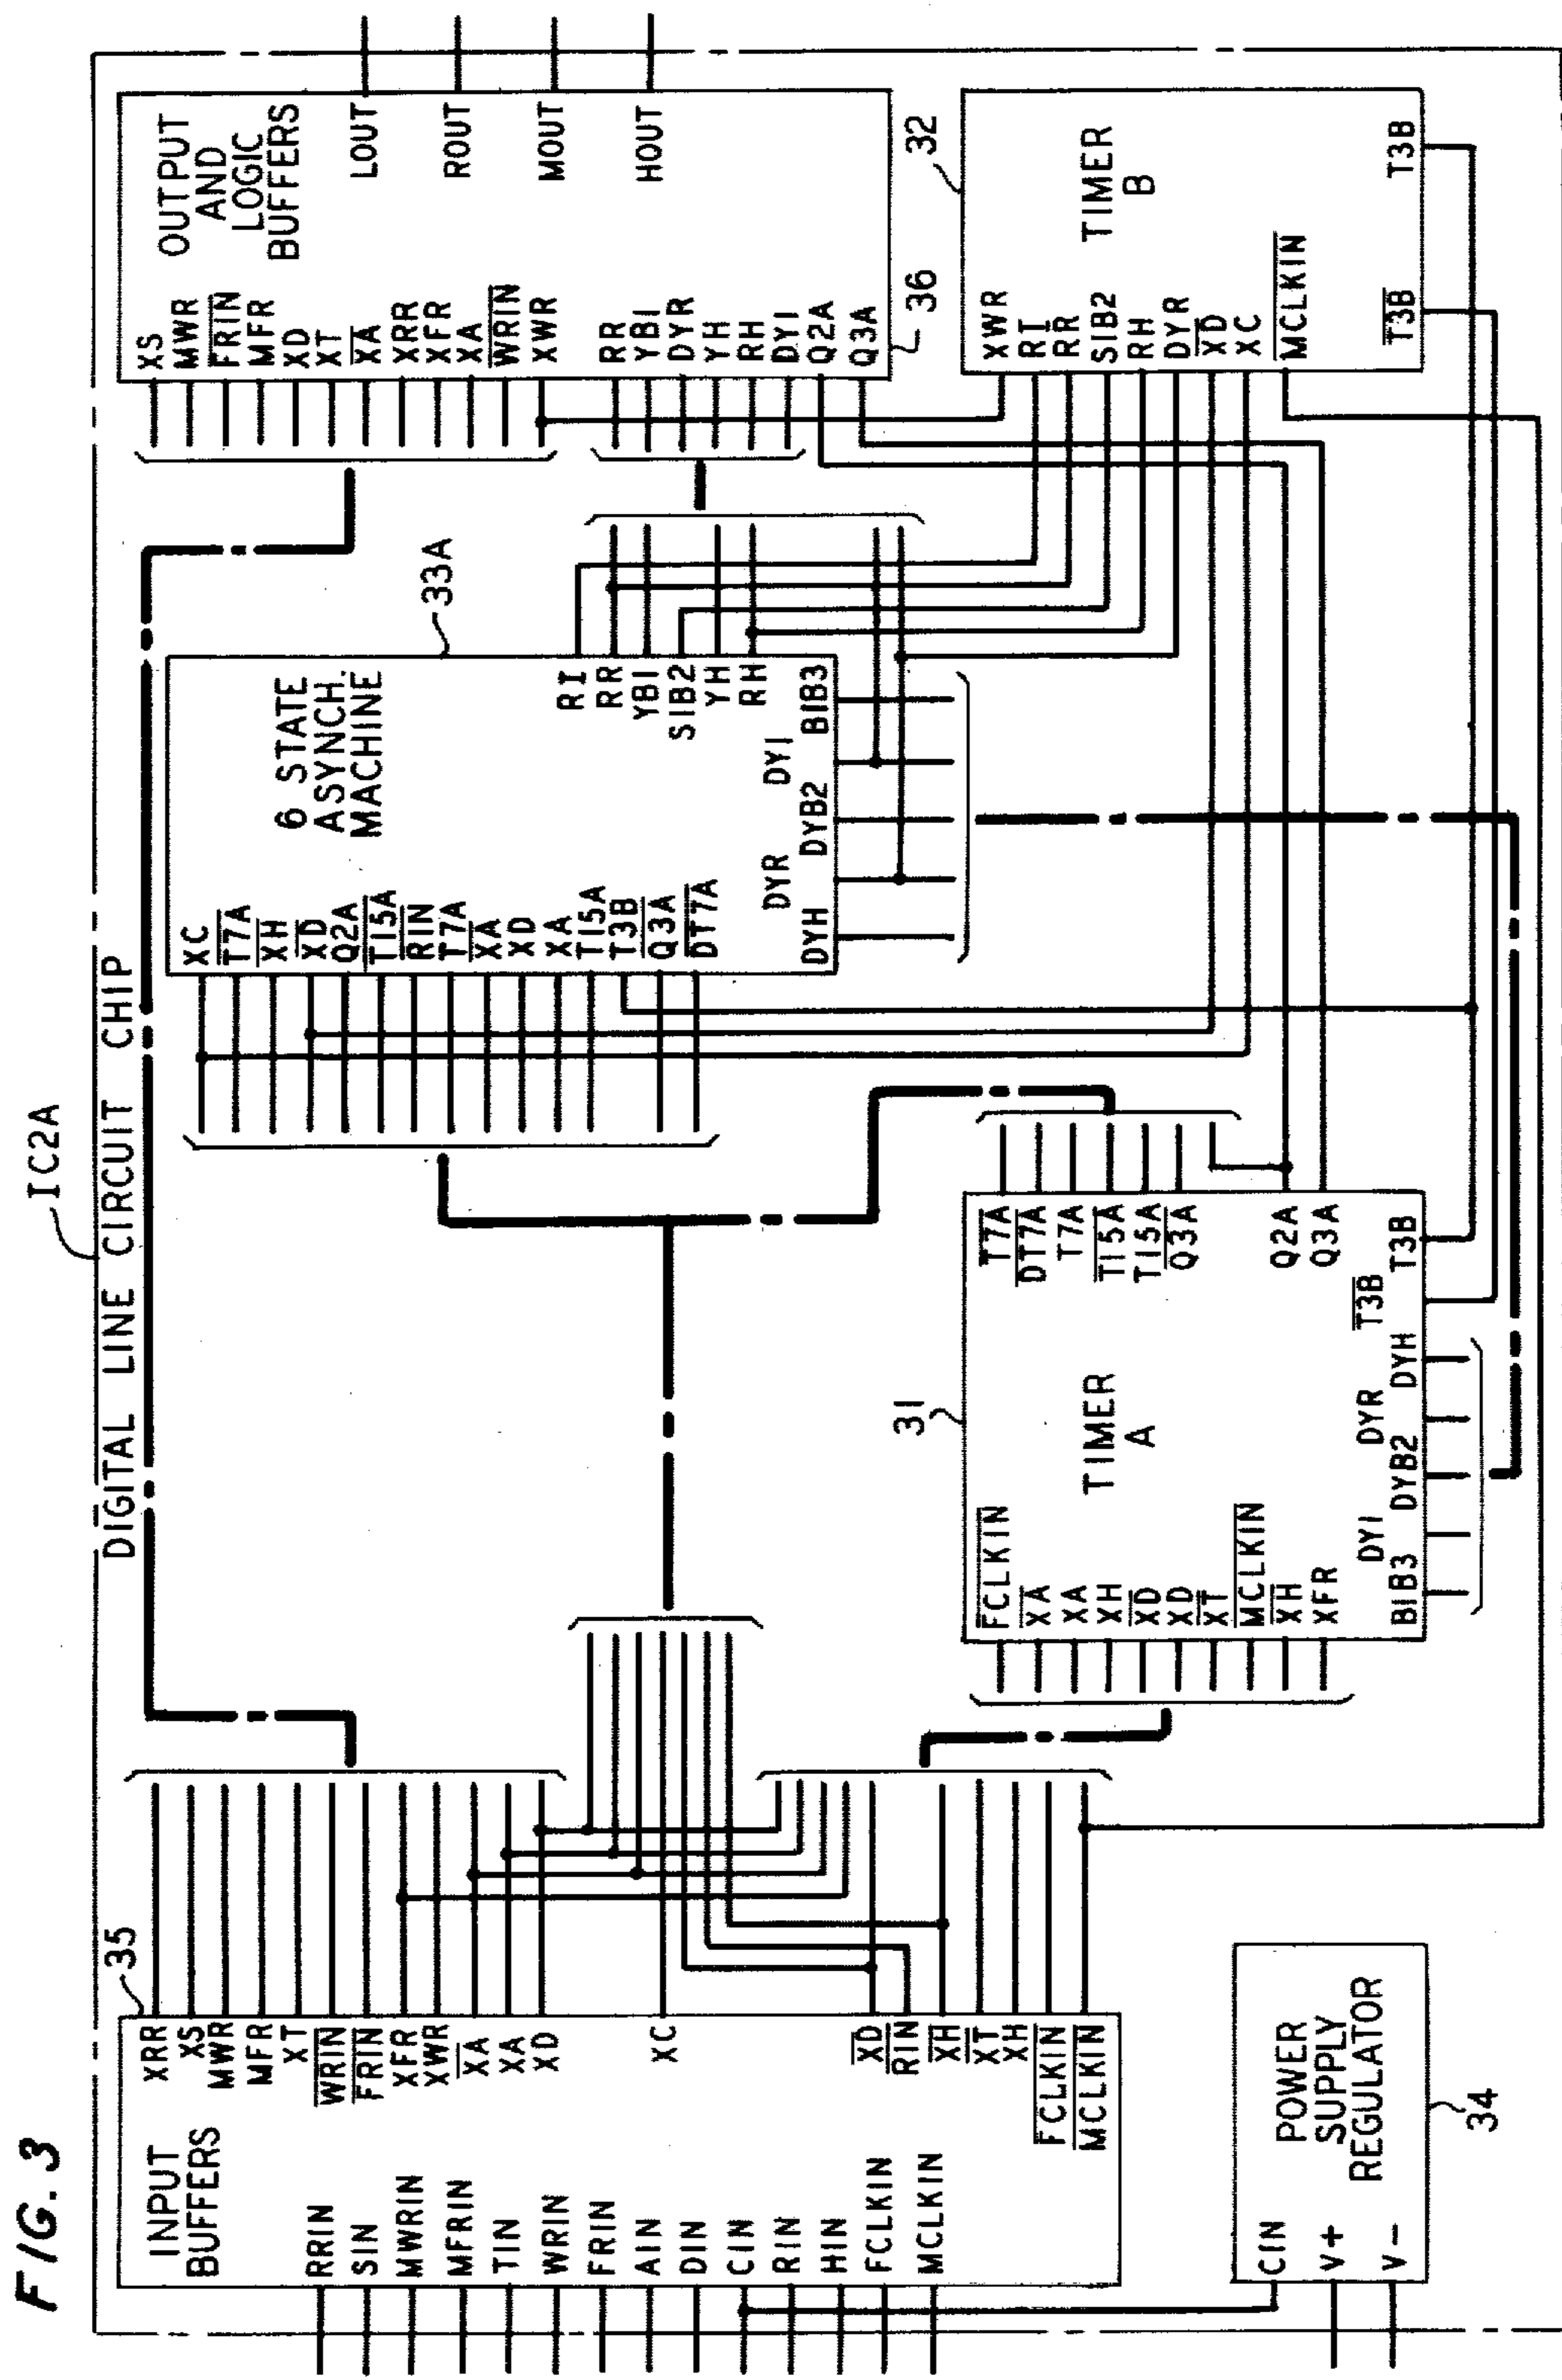 FIG. 3
IC2A
DIGITAL LINE CIRCUIT CHIP
INPUT
BUFFERS
35
RRIN
SIN
MWRIN
MFRIN
TIN
WRIN
FRIN
AIN
DIN
CIN
RIN
HIN
FCLKIN
MCLKIN
XRR
XS
MWR
MFR
XT
WRIN
FRIN
XFR
XWR
XA
XA
XD
XC
XD
RIN
XH
XT
XH
FCLKIN
MCLKIN
POWER
SUPPLY
REGULATOR
34
CIN
V+
V-
TIMER
A
31
FCLKIN
XA
XA
XH
XD
XD
XT
MCLKIN
XH
XFR
BIB3
DYI
DYB2
DYR
DYH
T3B
T3B
T7A
DT7A
T7A
T15A
T15A
Q3A
Q2A
Q3A
6 STATE
ASYNCH.
MACHINE
33A
XC
T7A
XH
XD
Q2A
T15A
RIN
T7A
XA
XD
XA
T15A
T3B
Q3A
DT7A
DYH
DYR
DYB2
DYI
BIB3
RI
RR
YBI
SIB2
YH
RH
OUTPUT
AND
LOGIC
BUFFERS
36
XS
MWR
FRIN
MFR
XD
XT
XA
XRR
XFR
XA
WRIN
XWR
RR
YBI
DYR
YH
RH
DYI
Q2A
Q3A
LOUT
ROUT
MOUT
HOUT
TIMER
B
32
XWR
RI
RR
SIB2
RH
DYR
XD
XC
MCLKIN
T3B
T3B